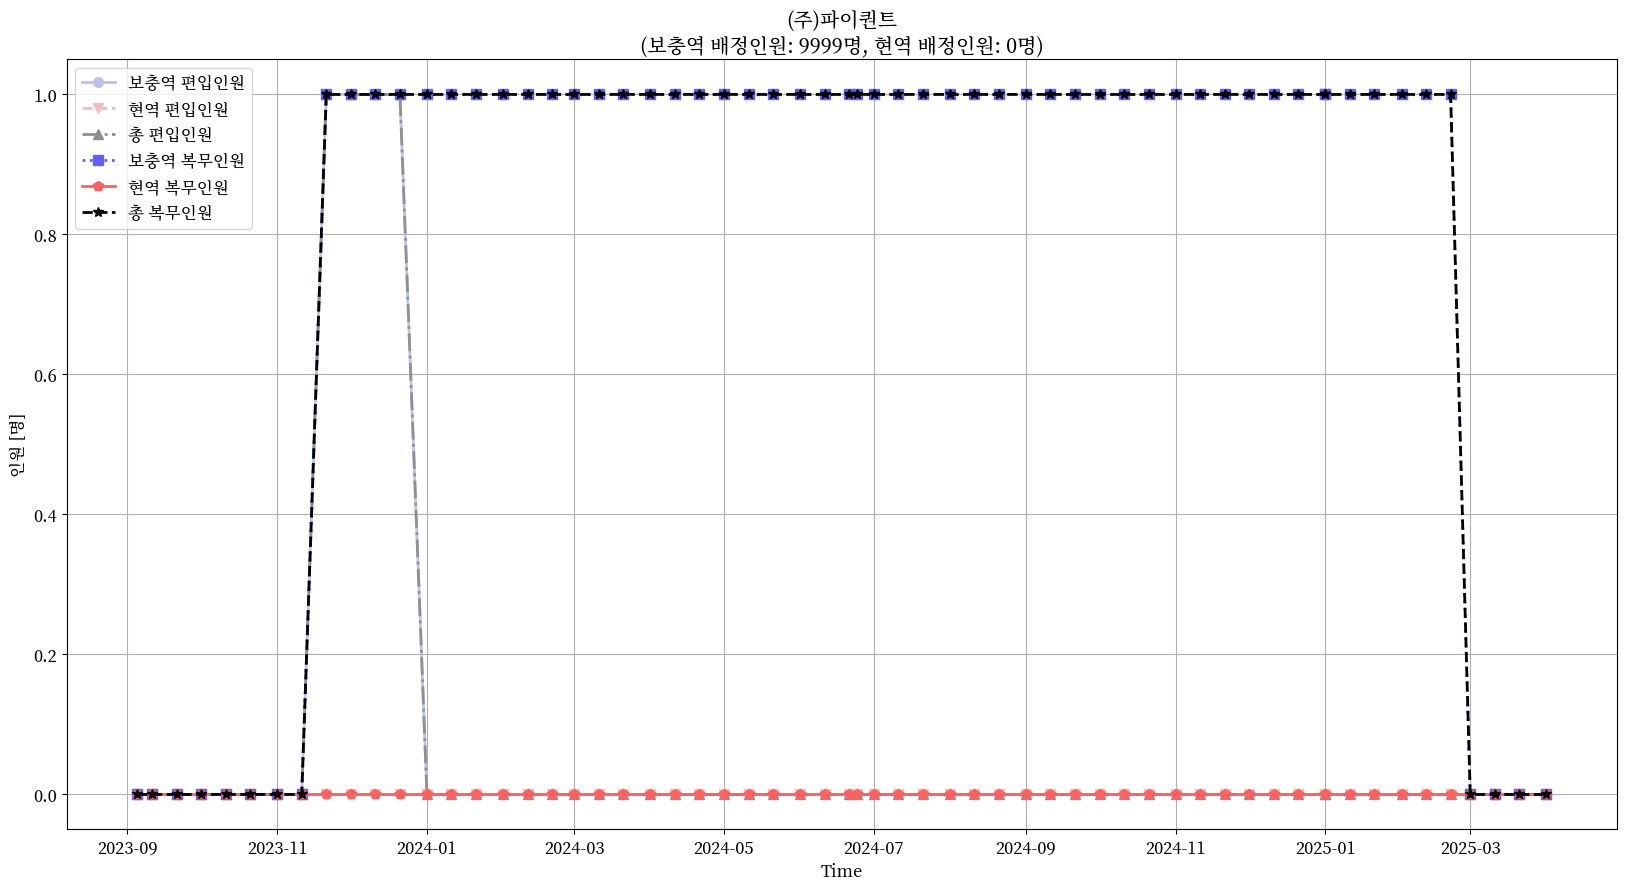 (주)파이퀀트
(보충역 배정인원: 9999명, 현역 배정인원: 0명)
보충역 편입인원
현역 편입인원
총 편입인원
보충역 복무인원
현역 복무인원
총 복무인원
인원 [명]
1.0
0.8
0.6
0.4
0.2
0.0
2023-09 2023-11 2024-01 2024-03 2024-05 2024-07 2024-09 2024-11 2025-01 2025-03
Time